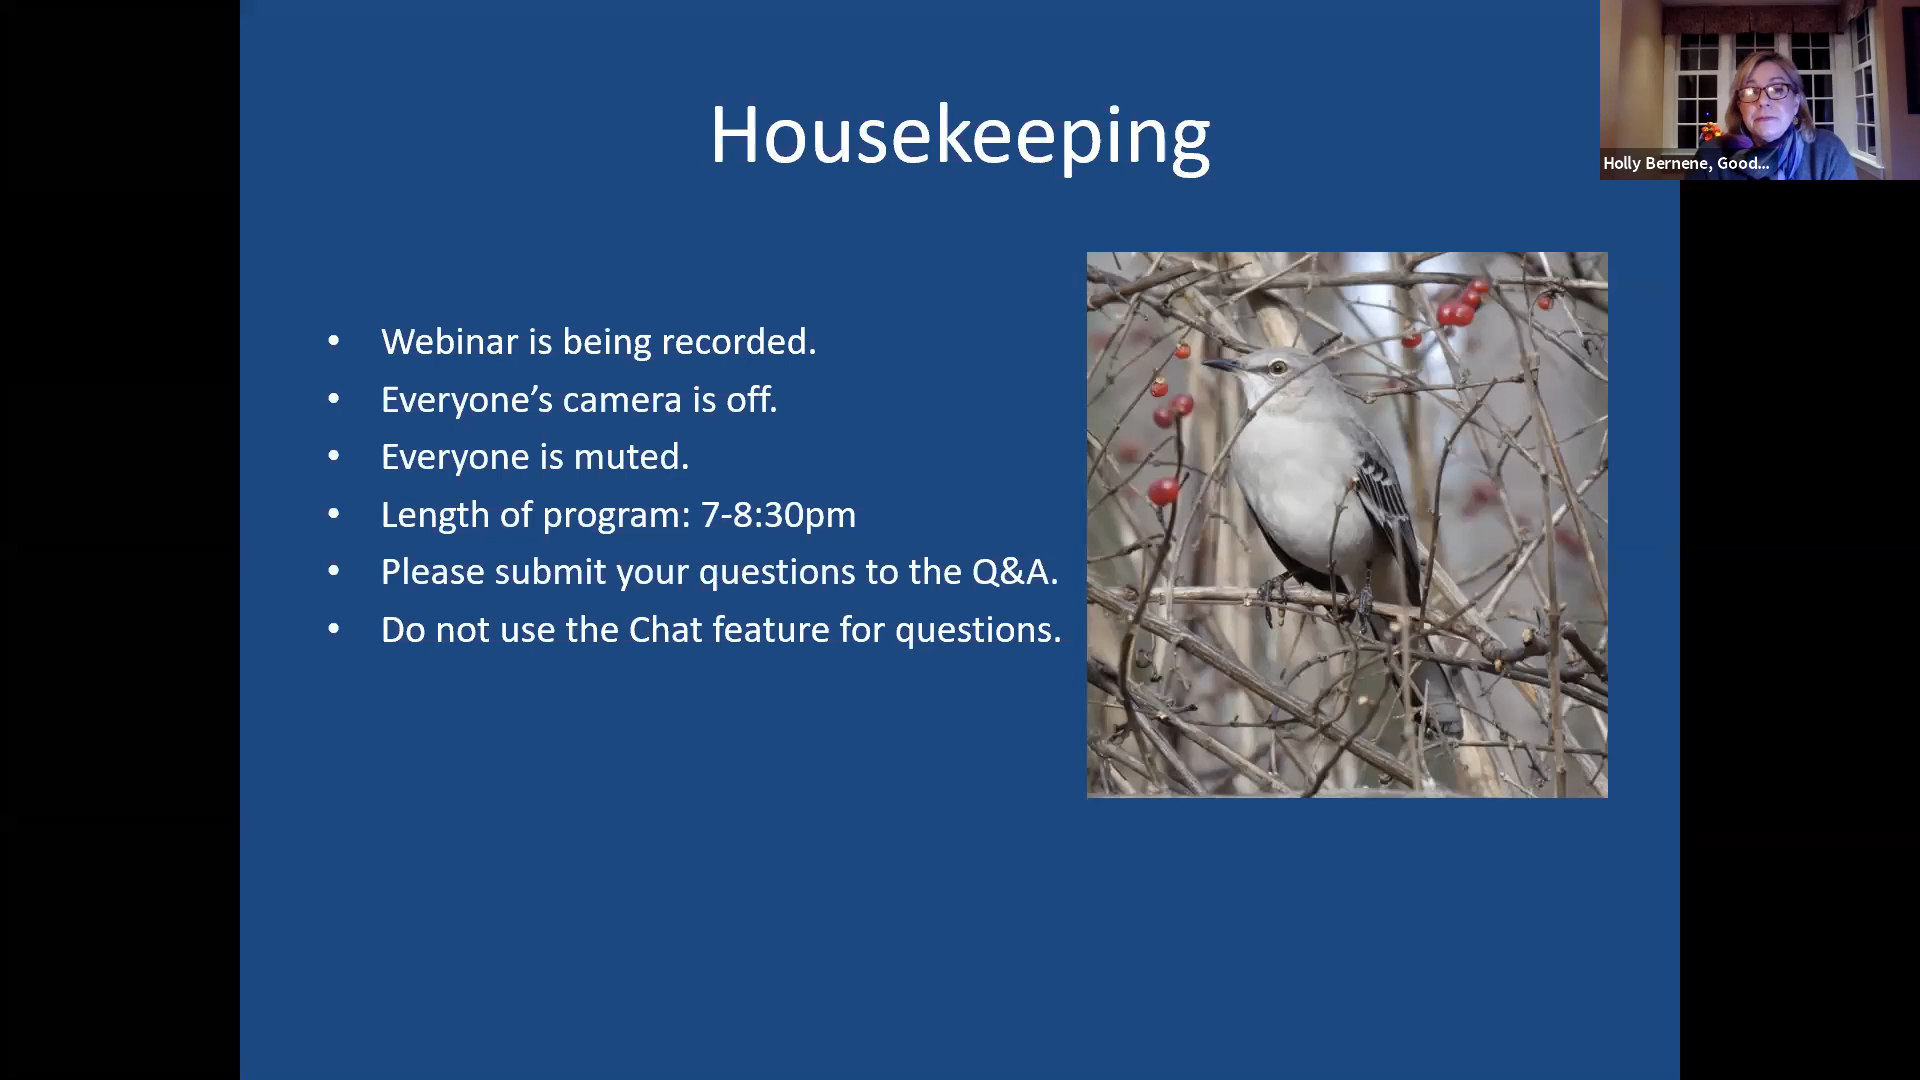 Housekeeping
Holly Bernene, Good...
• Webinar is being recorded.
• Everyone’s camera is off.
• Everyone is muted.
• Length of program: 7-8:30pm
• Please submit your questions to the Q&A.
• Do not use the Chat feature for questions.